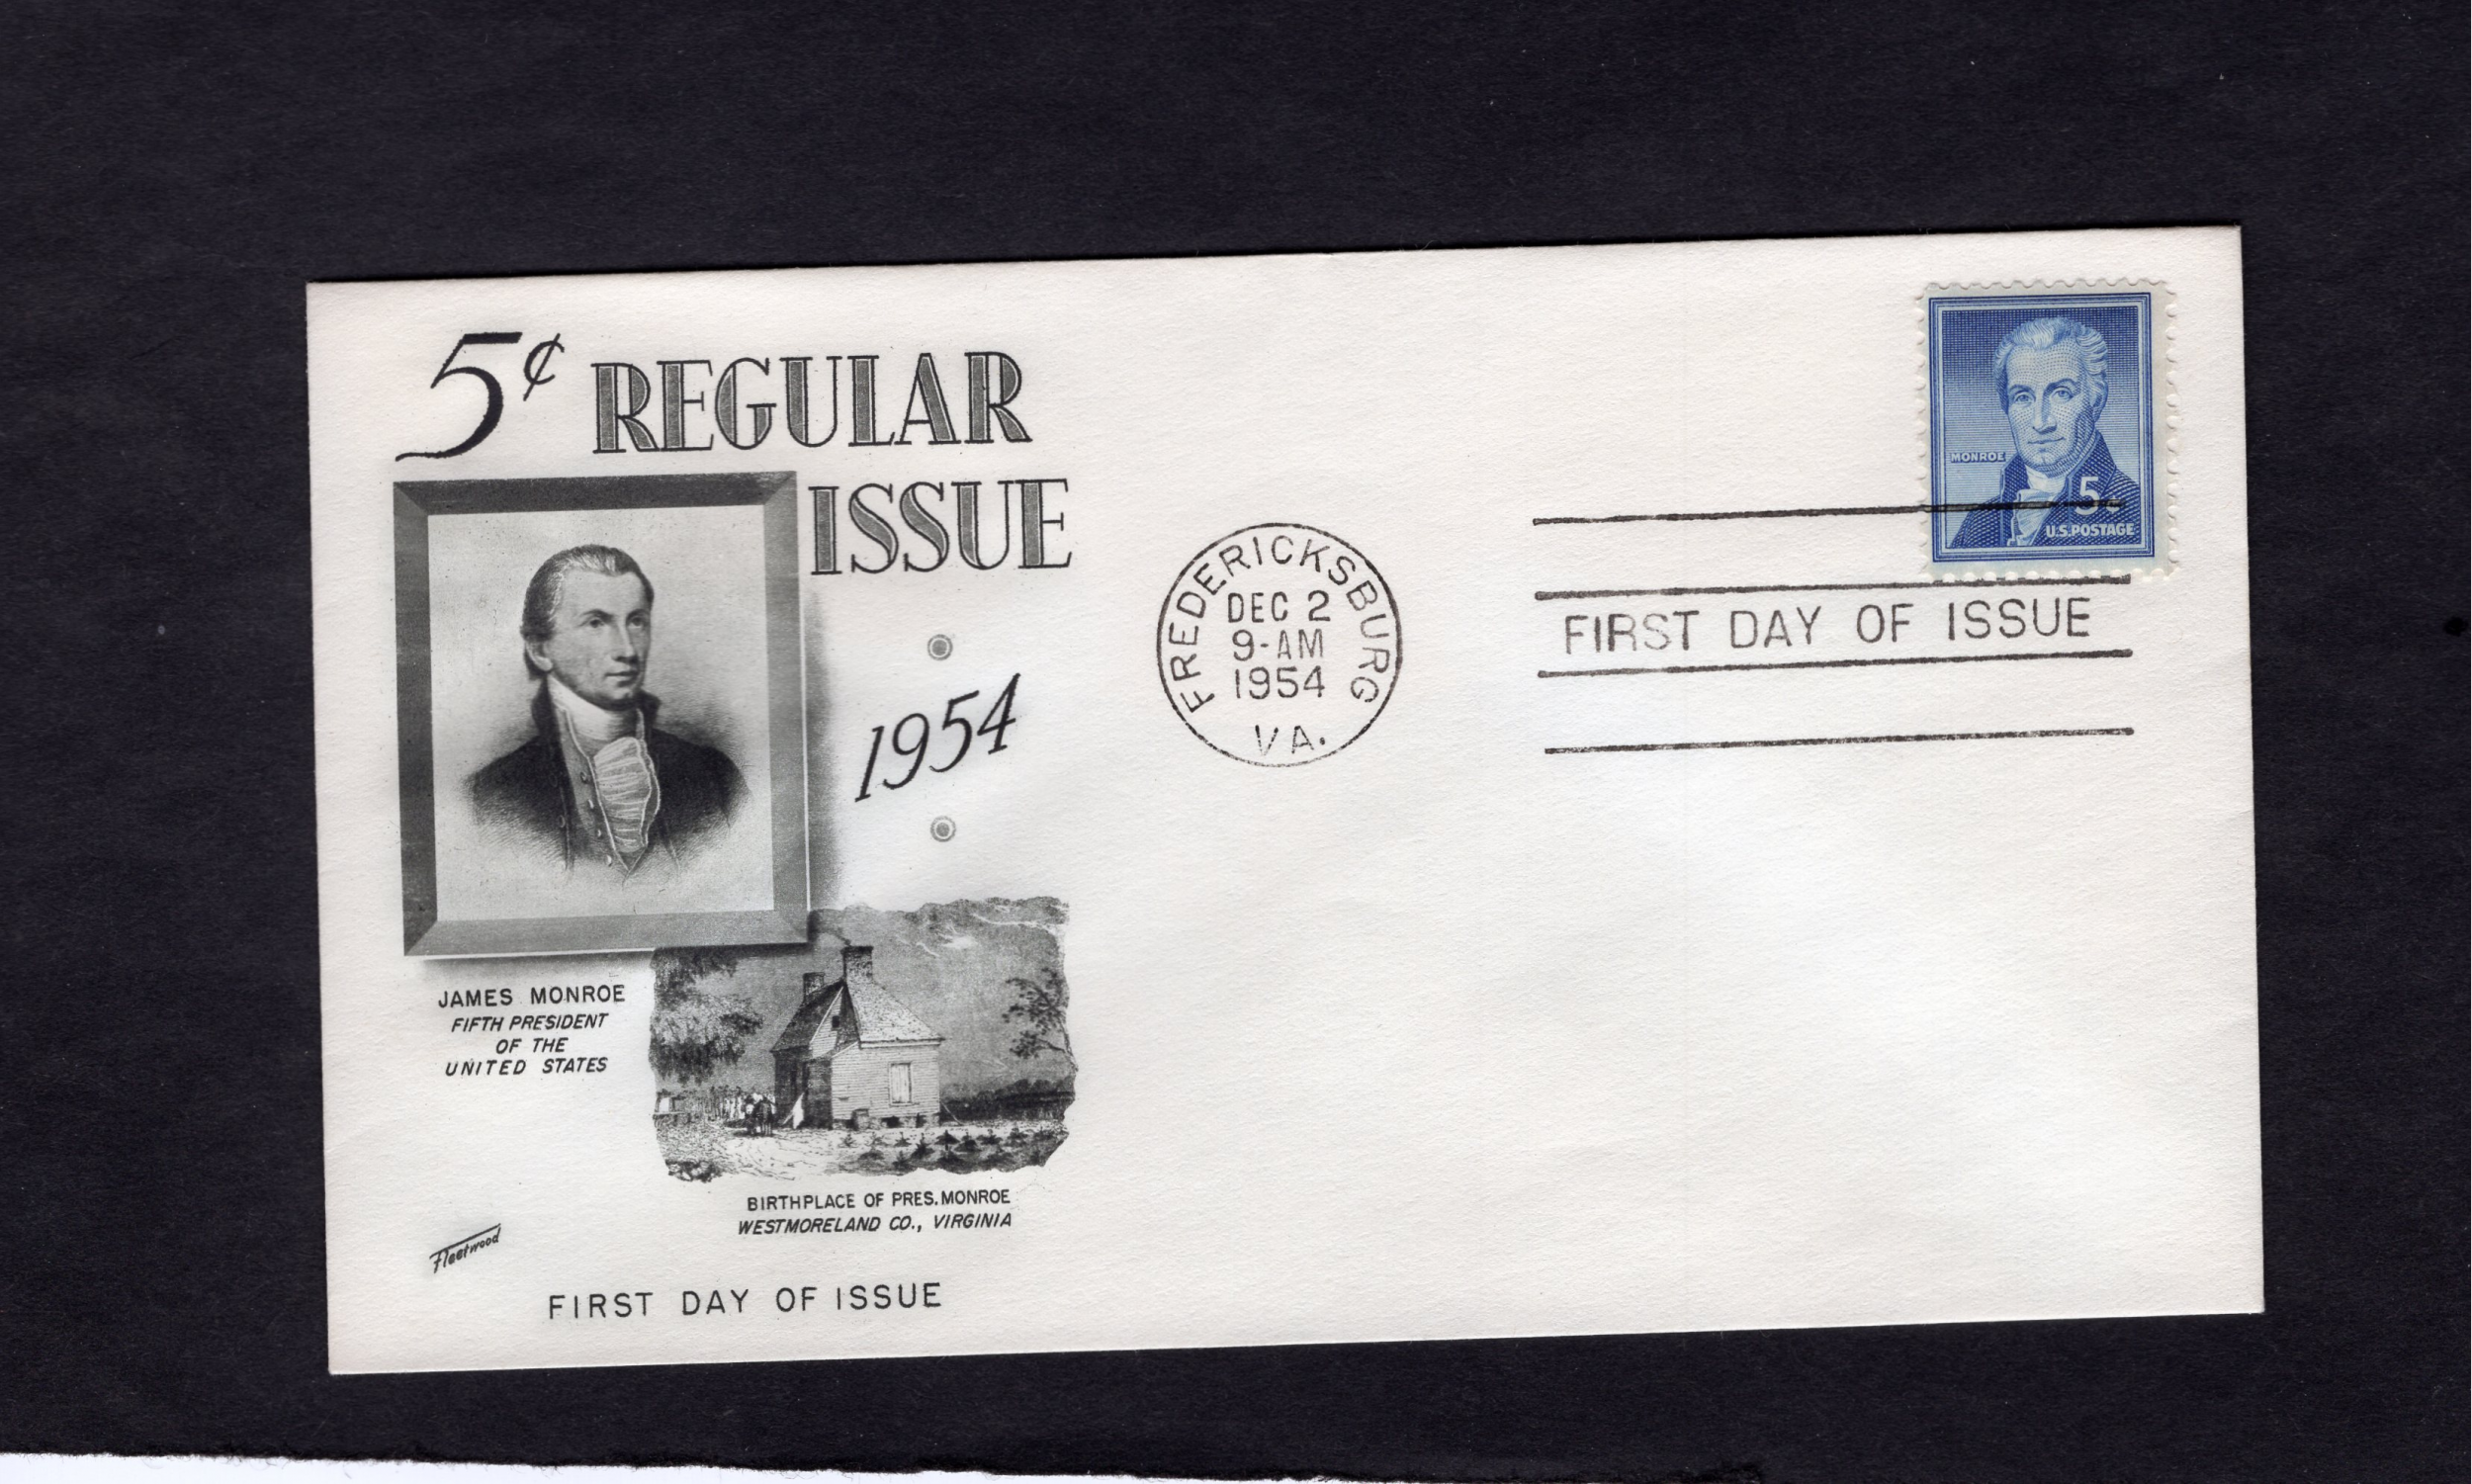 5¢ REGULAR
ISSUE
1954
JAMES MONROE
FIFTH PRESIDENT
OF THE
UNITED STATES
BIRTHPLACE OF PRES. MONROE
WESTMORELAND CO., VIRGINIA
Fleetwood
FIRST DAY OF ISSUE
FREDERICKSBURG
DEC 2
9-AM
1954
VA.
MONROE
5¢
U.S. POSTAGE
FIRST DAY OF ISSUE